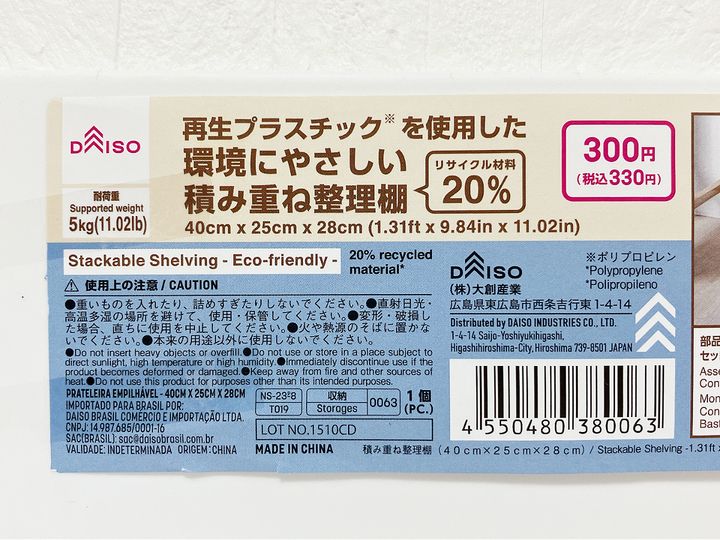 DAISO
再生プラスチック※を使用した
環境にやさしい
積み重ね整理棚
リサイクル材料
20%
300円
(税込330円)
耐荷重
Supported weight
5kg(11.02lb)
40cm x 25cm x 28cm (1.31ft x 9.84in x 11.02in)
Stackable Shelving - Eco-friendly -
20% recycled
material*
⚠ 使用上の注意 / CAUTION
●重いものを入れたり、詰めすぎたりしないでください。●直射日光・
高温多湿の場所を避けて、使用・保管してください。●変形・破損し
た場合、直ちに使用を中止してください。●火や熱源のそばに置かな
いでください。●本来の用途以外に使用しないでください。
●Do not insert heavy objects or overfill.●Do not use or store in a place subject to
direct sunlight, high temperature or high humidity.●Immediately discontinue use if the
product becomes deformed or damaged.●Keep away from fire and other sources of
heat.●Do not use this product for purposes other than its intended purposes.
PRATELEIRA EMPILHÁVEL - 40CM X 25CM X 28CM
IMPORTADO PARA BRASIL POR:
DAISO BRASIL COMERCIO E IMPORTAÇÃO LTDA.
CNPJ: 14.987.685/0001-16
SAC(BRASIL): sac@daisobrasil.com.br
VALIDADE: INDETERMINADA ORIGEM:CHINA
T019
収納
Storages
0063
1個
(PC.)
LOT NO.1510CD
MADE IN CHINA
DAISO
(株)大創産業
広島県東広島市西条吉行東 1-4-14
Distributed by DAISO INDUSTRIES CO., LTD.
1-4-14 Saijo-Yoshiyukihigashi,
Higashihiroshima-City, Hiroshima 739-8501 JAPAN
※ポリプロピレン
*Polypropylene
*Polipropileno
4 550480 380063
積み重ね整理棚 (40cm×25cm×28cm) / Stackable Shelving -1.31ft x
部品
セッ
Asse
Con
Mon
Con
Bast